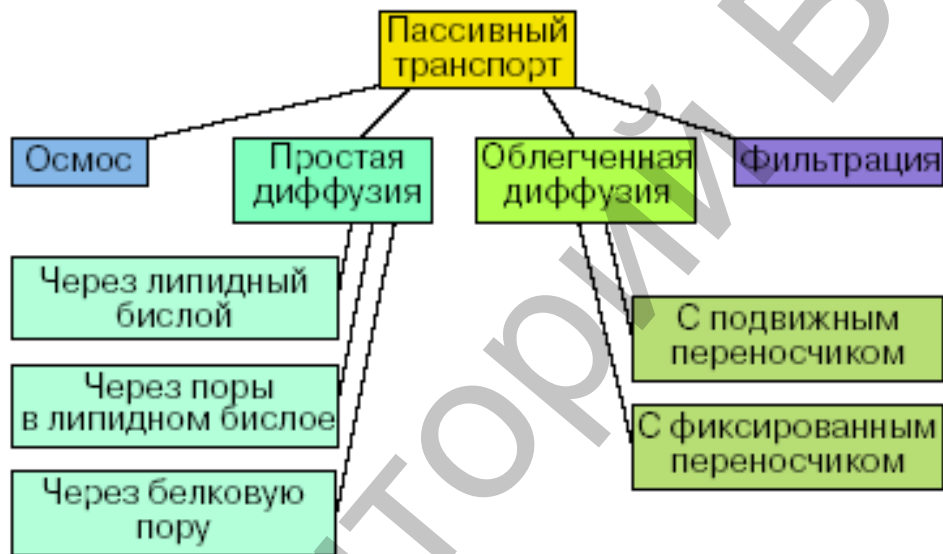 Пассивный
транспорт
Осмос
Простая
диффузия
Облегченная
диффузия
Фильтрация
Через липидный
бислой
Через поры
в липидном бислое
Через белковую
пору
С подвижным
переносчиком
С фиксированным
переносчиком